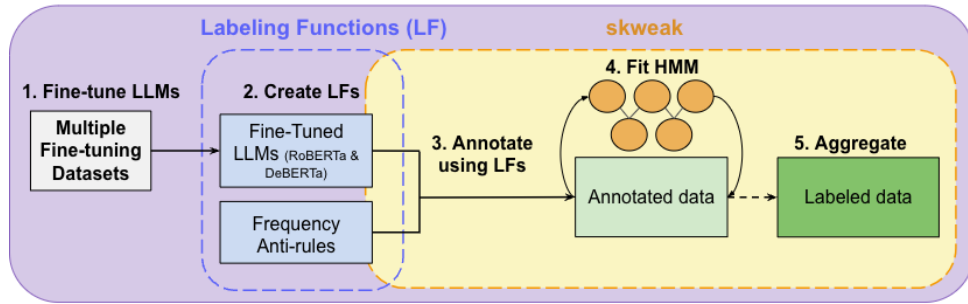 Labeling Functions (LF)
skweak
1. Fine-tune LLMs
Multiple
Fine-tuning
Datasets
2. Create LFs
Fine-Tuned
LLMs (RoBERTa &
DeBERTa)
Frequency
Anti-rules
3. Annotate
using LFs
4. Fit HMM
Annotated data
5. Aggregate
Labeled data